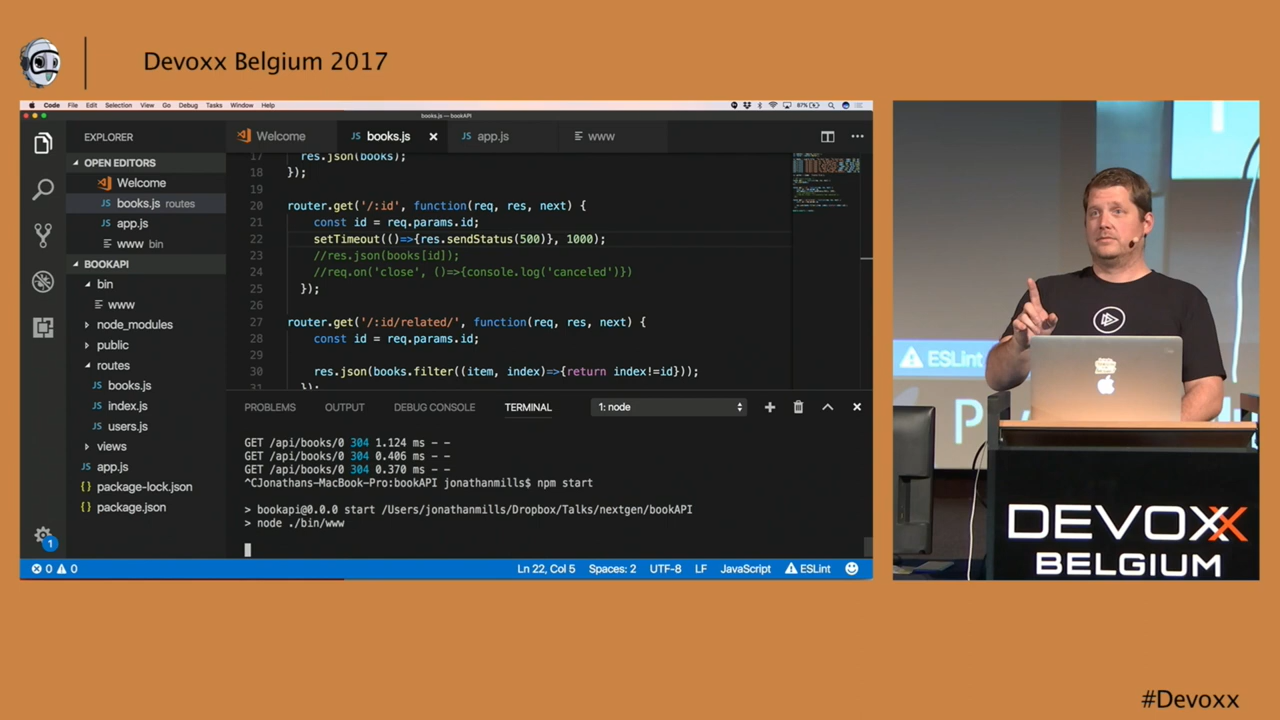 Devoxx Belgium 2017
Code File Edit Selection View Go Debug Tasks Window Help
87%
books.js — bookAPI
EXPLORER
OPEN EDITORS
Welcome
books.js routes
app.js
www bin
BOOKAPI
bin
www
node_modules
public
routes
books.js
index.js
users.js
views
app.js
{} package-lock.json
{} package.json
1
Welcome
JS books.js ×
JS app.js
www
17 res.json(books);
18 });
19
20 router.get('/:id', function(req, res, next) {
21 const id = req.params.id;
22 setTimeout(()=>{res.sendStatus(500)}, 1000);
23 //res.json(books[id]);
24 //req.on('close', ()=>{console.log('canceled')})
25 });
26
27 router.get('/:id/related/', function(req, res, next) {
28 const id = req.params.id;
29
30 res.json(books.filter((item, index)=>{return index!=id}));
31 });
PROBLEMS OUTPUT DEBUG CONSOLE TERMINAL 1: node
GET /api/books/0 304 1.124 ms - -
GET /api/books/0 304 0.406 ms - -
GET /api/books/0 304 0.370 ms - -
^CJonathans-MacBook-Pro:bookAPI jonathanmills$ npm start
> bookapi@0.0.0 start /Users/jonathanmills/Dropbox/Talks/nextgen/bookAPI
> node ./bin/www
0 0 Ln 22, Col 5 Spaces: 2 UTF-8 LF JavaScript ESLint
ESLint
DEVOXX
BELGIUM
#Devoxx